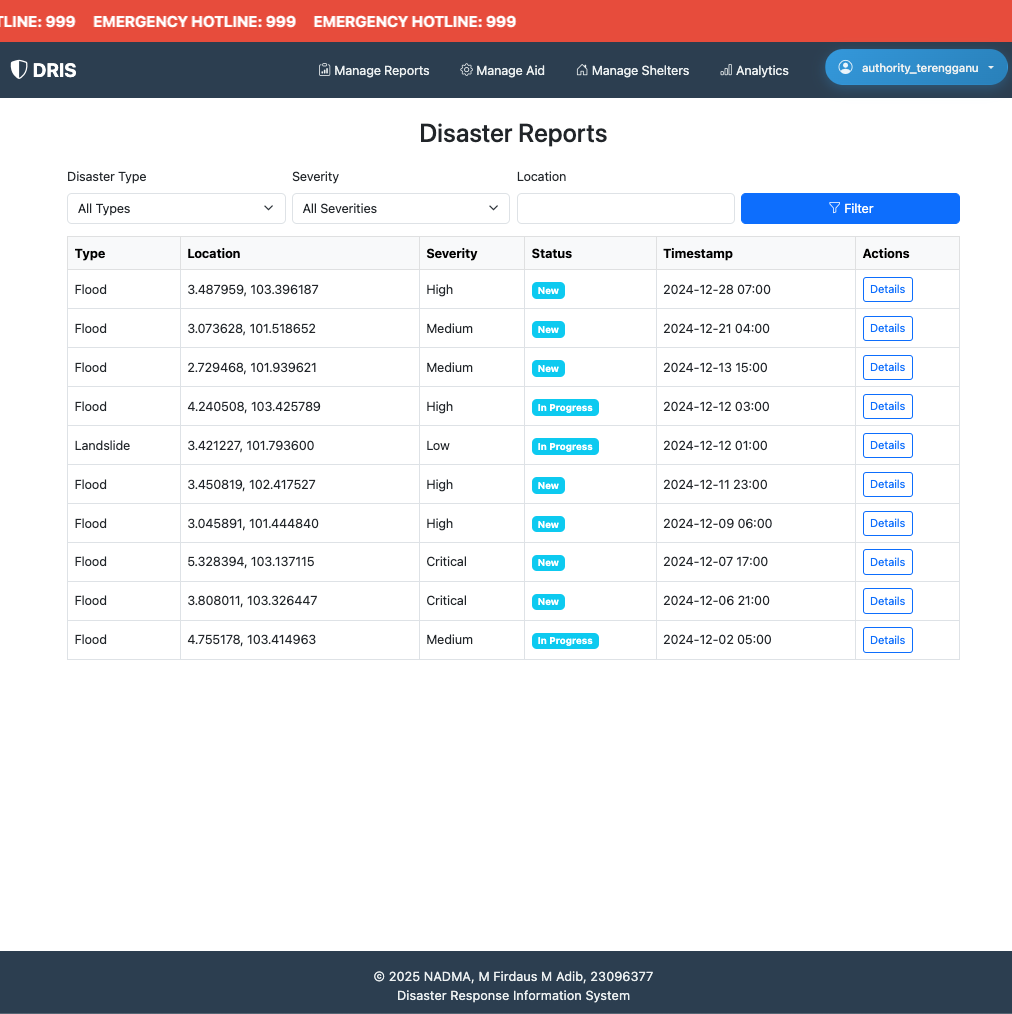 TLINE: 999 EMERGENCY HOTLINE: 999 EMERGENCY HOTLINE: 999
DRIS Manage Reports Manage Aid Manage Shelters Analytics authority_terengganu
Disaster Reports
Disaster Type Severity Location
All Types All Severities Filter
Type Location Severity Status Timestamp Actions
Flood 3.487959, 103.396187 High New 2024-12-28 07:00 Details
Flood 3.073628, 101.518652 Medium New 2024-12-21 04:00 Details
Flood 2.729468, 101.939621 Medium New 2024-12-13 15:00 Details
Flood 4.240508, 103.425789 High In Progress 2024-12-12 03:00 Details
Landslide 3.421227, 101.793600 Low In Progress 2024-12-12 01:00 Details
Flood 3.450819, 102.417527 High New 2024-12-11 23:00 Details
Flood 3.045891, 101.444840 High New 2024-12-09 06:00 Details
Flood 5.328394, 103.137115 Critical New 2024-12-07 17:00 Details
Flood 3.808011, 103.326447 Critical New 2024-12-06 21:00 Details
Flood 4.755178, 103.414963 Medium In Progress 2024-12-02 05:00 Details
© 2025 NADMA, M Firdaus M Adib, 23096377
Disaster Response Information System